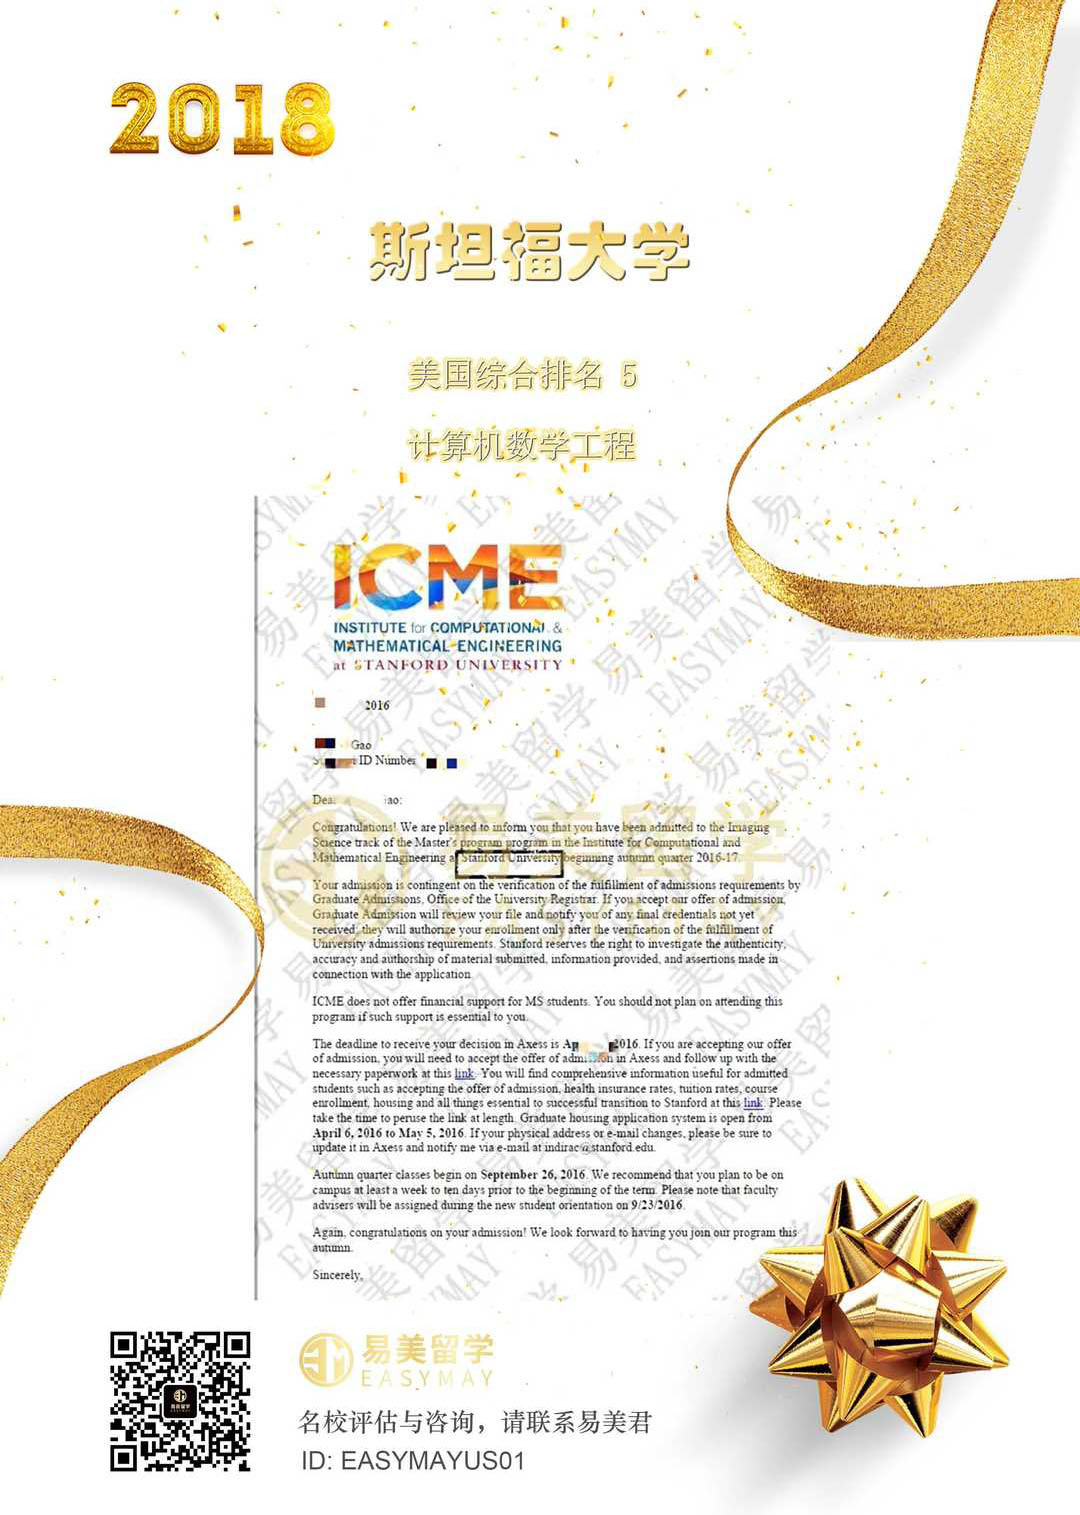 2018
斯坦福大学
美国综合排名 5
计算机数学工程
ICME
INSTITUTE for COMPUTATIONAL &
MATHEMATICAL ENGINEERING
at STANFORD UNIVERSITY
2016
Gao
ID Number
Dear ao:
Congratulations! We are pleased to inform you that you have been admitted to the Imaging
Science track of the Master's program program in the Institute for Computational and
Mathematical Engineering a Stanford University beginning autumn quarter 2016-17.
Your admission is contingent on the verification of the fulfillment of admissions requirements by
Graduate Admissions, Office of the University Registrar. If you accept our offer of admission,
Graduate Admission will review your file and notify you of any final credentials not yet
received; they will authorize your enrollment only after the verification of the fulfillment of
University admissions requirements. Stanford reserves the right to investigate the authenticity,
accuracy and authorship of material submitted, information provided, and assertions made in
connection with the application.
ICME does not offer financial support for MS students. You should not plan on attending this
program if such support is essential to you.
The deadline to receive your decision in Axess is Ap 2016. If you are accepting our offer
of admission, you will need to accept the offer of admission in Axess and follow up with the
necessary paperwork at this link. You will find comprehensive information useful for admitted
students such as accepting the offer of admission, health insurance rates, tuition rates, course
enrollment, housing and all things essential to successful transition to Stanford at this link. Please
take the time to peruse the link at length. Graduate housing application system is open from
April 6, 2016 to May 5, 2016. If your physical address or e-mail changes, please be sure to
update it in Axess and notify me via e-mail at indirac@stanford.edu.
Autumn quarter classes begin on September 26, 2016. We recommend that you plan to be on
campus at least a week to ten days prior to the beginning of the term. Please note that faculty
advisers will be assigned during the new student orientation on 9/23/2016.
Again, congratulations on your admission! We look forward to having you join our program this
autumn.
Sincerely,
易美留学
EASYMAY
名校评估与咨询，请联系易美君
ID: EASYMAYUS01